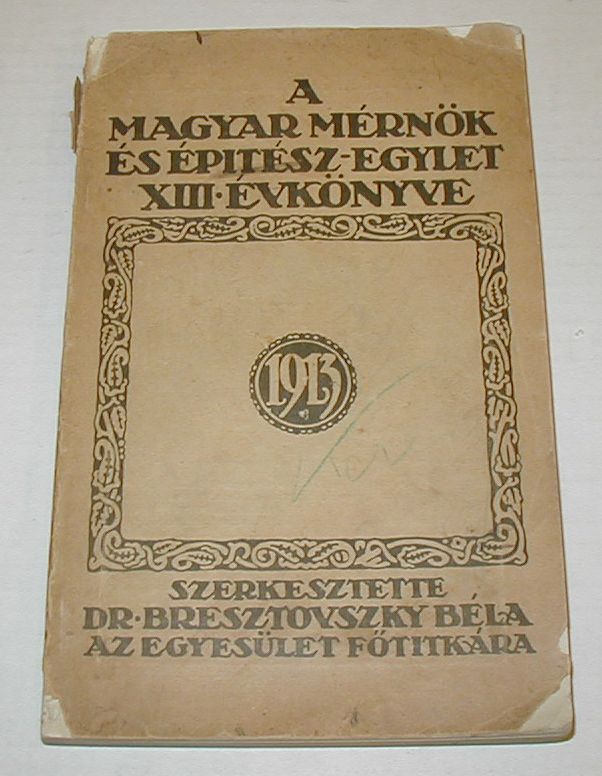 A
MAGYAR MÉRNÖK
ÉS ÉPITÉSZ-EGYLET
XIII·ÉVKÖNYVE
1913
SZERKESZTETTE
DR·BRESZTOVSZKY BÉLA
AZ EGYESÜLET FŐTITKÁRA